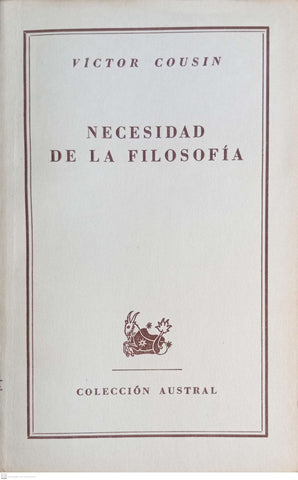 VÍCTOR COUSIN
NECESIDAD
DE LA FILOSOFÍA
COLECCIÓN AUSTRAL